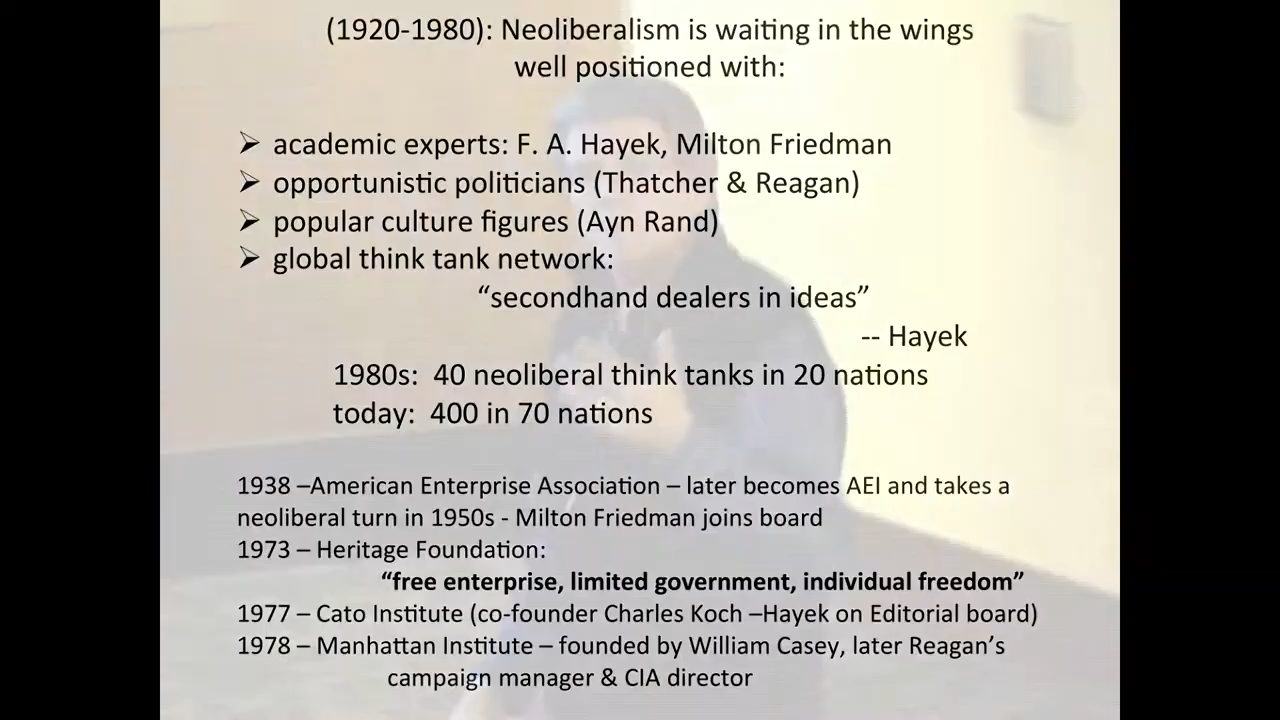 (1920-1980): Neoliberalism is waiting in the wings
well positioned with:
➢ academic experts: F. A. Hayek, Milton Friedman
➢ opportunistic politicians (Thatcher & Reagan)
➢ popular culture figures (Ayn Rand)
➢ global think tank network:
“secondhand dealers in ideas”
-- Hayek
1980s: 40 neoliberal think tanks in 20 nations
today: 400 in 70 nations
1938 –American Enterprise Association – later becomes AEI and takes a
neoliberal turn in 1950s - Milton Friedman joins board
1973 – Heritage Foundation:
“free enterprise, limited government, individual freedom”
1977 – Cato Institute (co-founder Charles Koch –Hayek on Editorial board)
1978 – Manhattan Institute – founded by William Casey, later Reagan’s
campaign manager & CIA director